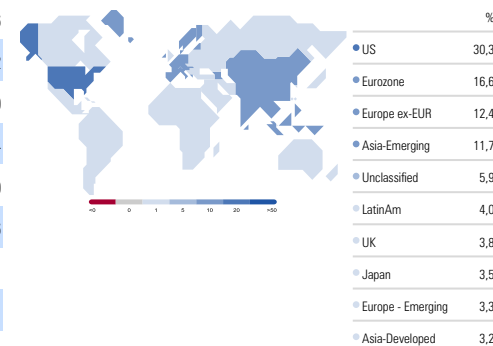 %
US 30,3
Eurozone 16,6
Europe ex-EUR 12,4
Asia-Emerging 11,7
Unclassified 5,9
LatinAm 4,0
UK 3,8
Japan 3,5
Europe - Emerging 3,3
Asia-Developed 3,2
<0 0 1 5 10 20 >50